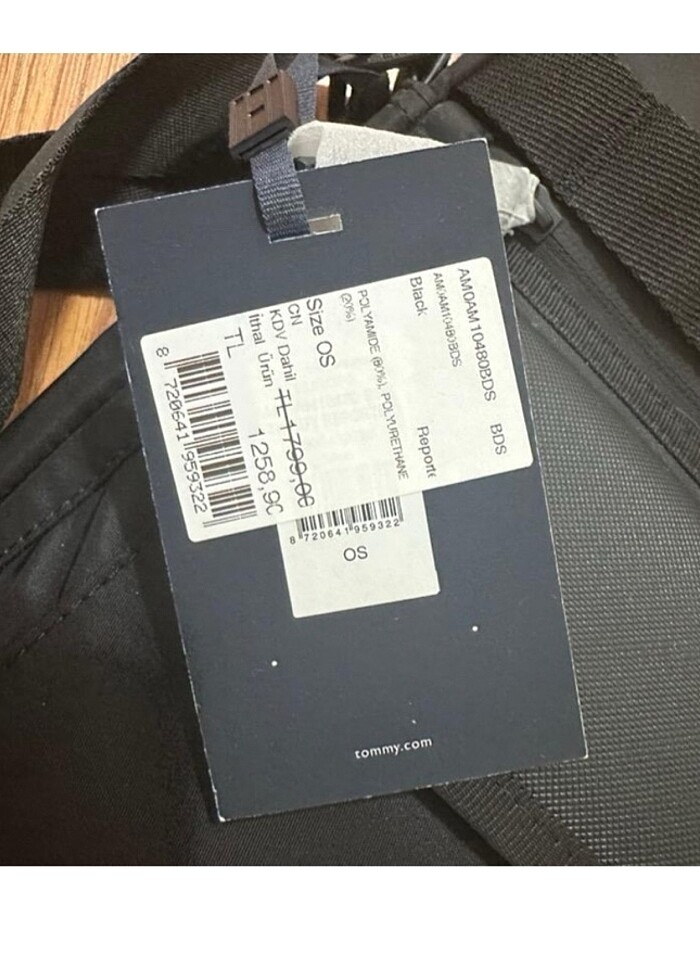 AM0AM10480BDS BDS
AM0AM10480BDS
Black Reporte
POLYAMIDE (80%), POLYURETHANE
(20%)
Size OS
CN
KDV Dahil TL 1799,00
İthal Ürün 1258,90
TL
8 720641 959322
8 720641 959322
OS
tommy.com